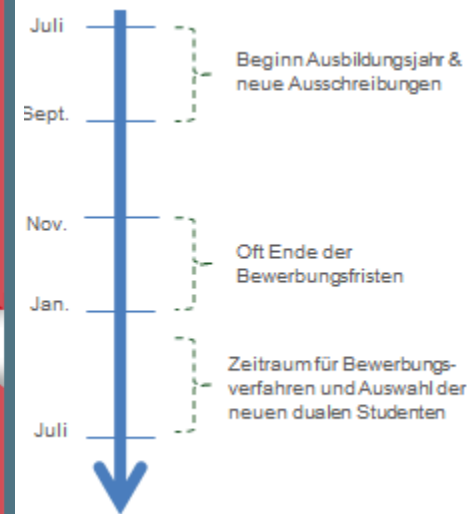 Juli
Beginn Ausbildungsjahr &
neue Ausschreibungen
Sept.
Nov.
Oft Ende der
Bewerbungsfristen
Jan.
Zeitraum für Bewerbungs-
verfahren und Auswahl der
neuen dualen Studenten
Juli